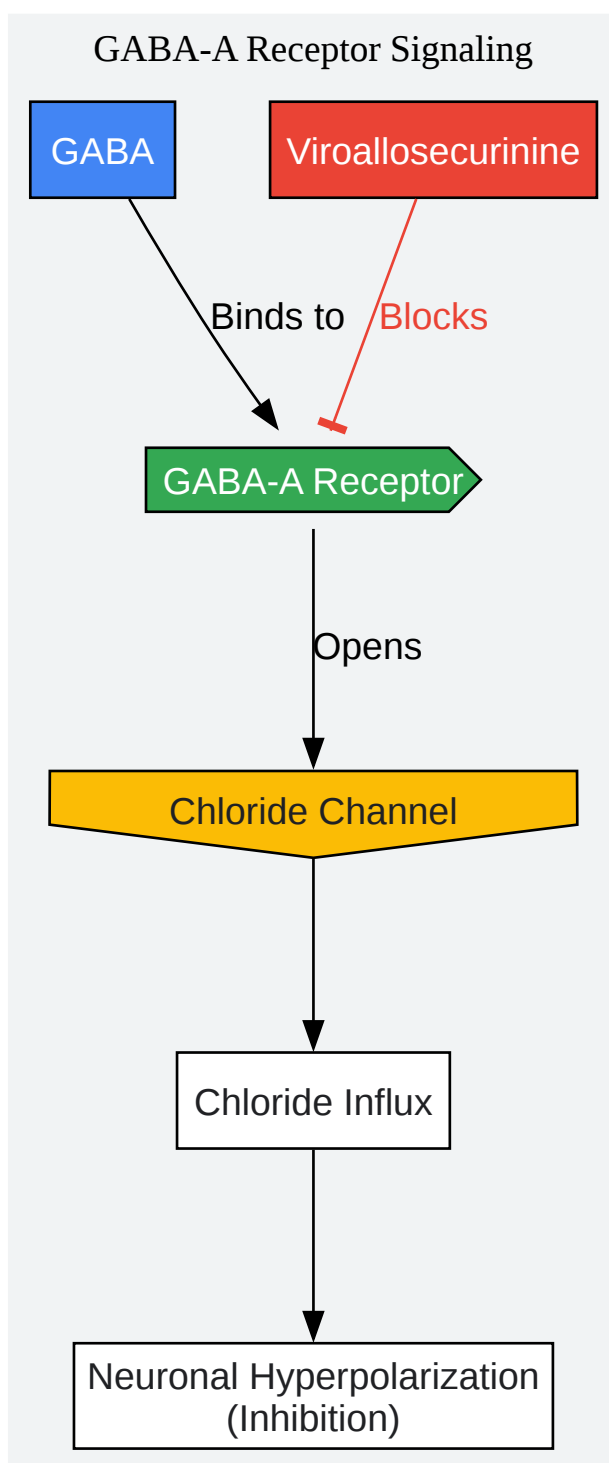 GABA-A Receptor Signaling
GABA
Viroallosecurinine
Binds to
Blocks
GABA-A Receptor
Opens
Chloride Channel
Chloride Influx
Neuronal Hyperpolarization
(Inhibition)